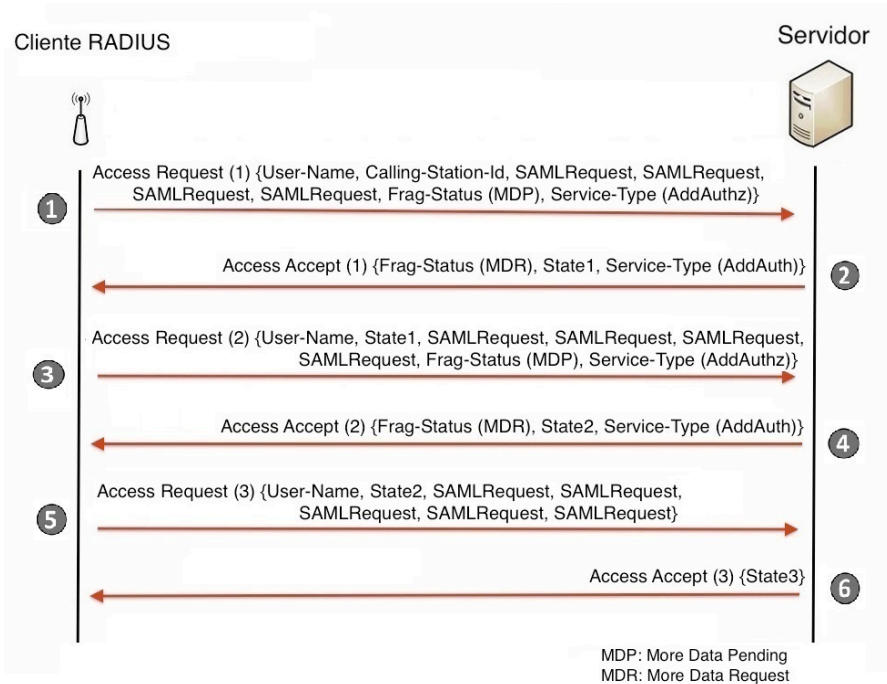 Cliente RADIUS
Servidor
Access Request (1) {User-Name, Calling-Station-Id, SAMLRequest, SAMLRequest,
SAMLRequest, SAMLRequest, Frag-Status (MDP), Service-Type (AddAuthz)}
1
Access Accept (1) {Frag-Status (MDR), State1, Service-Type (AddAuth)}
2
Access Request (2) {User-Name, State1, SAMLRequest, SAMLRequest, SAMLRequest,
SAMLRequest, Frag-Status (MDP), Service-Type (AddAuthz)}
3
Access Accept (2) {Frag-Status (MDR), State2, Service-Type (AddAuth)}
4
Access Request (3) {User-Name, State2, SAMLRequest, SAMLRequest,
SAMLRequest, SAMLRequest, SAMLRequest}
5
Access Accept (3) {State3}
6
MDP: More Data Pending
MDR: More Data Request